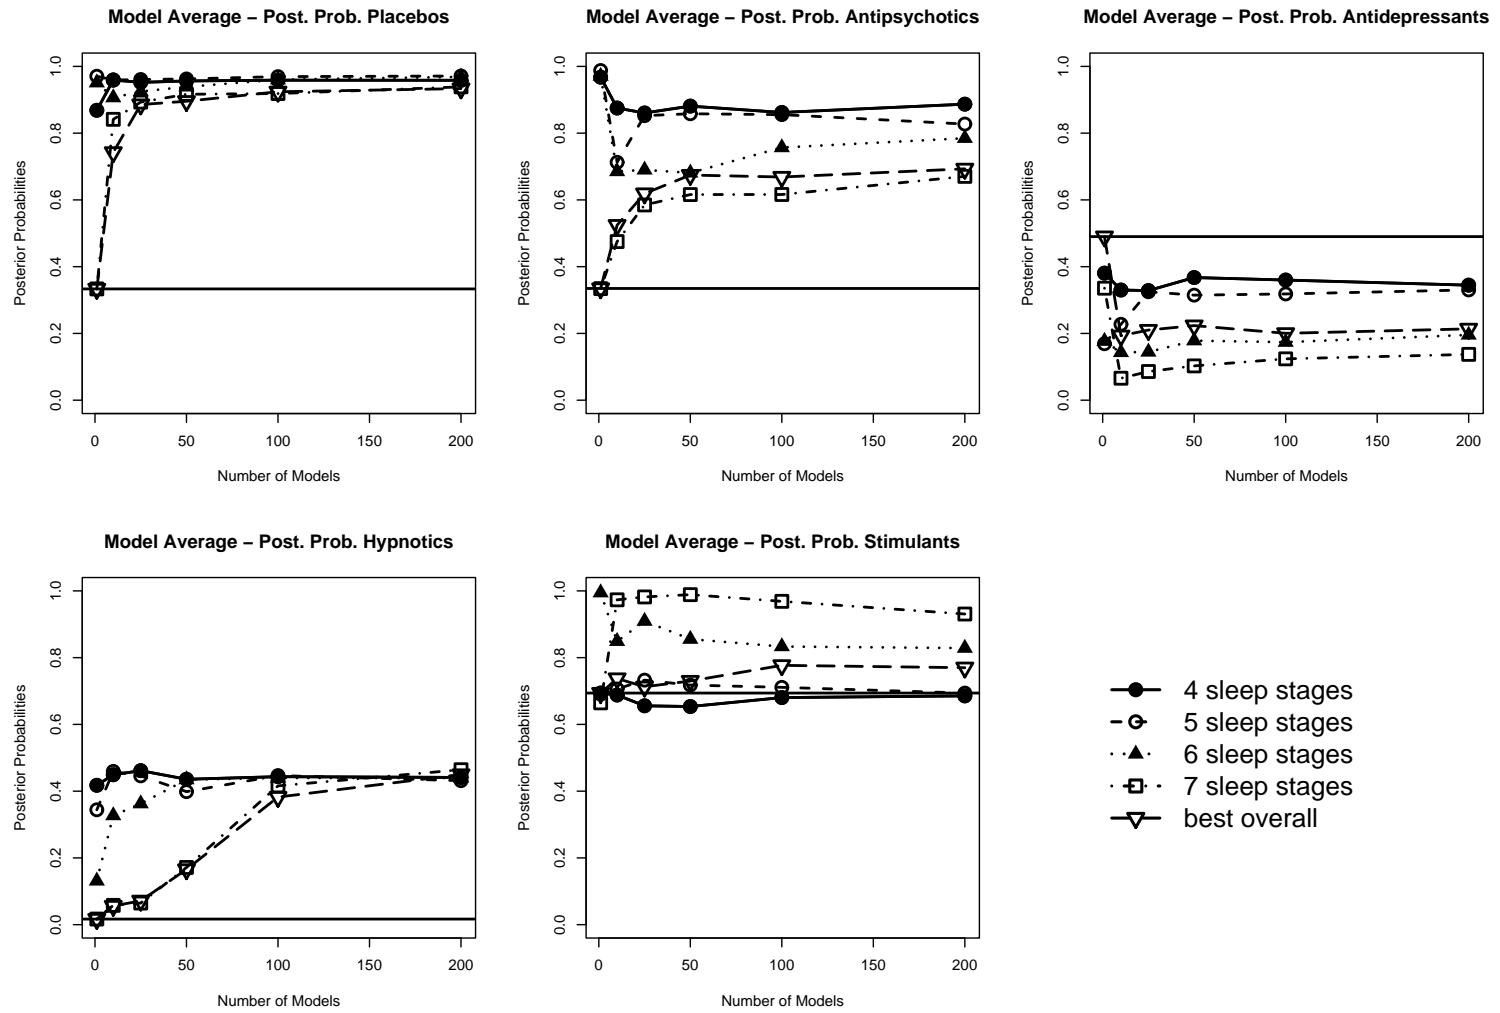 Model Average – Post. Prob. Placebos
Model Average – Post. Prob. Antipsychotics
Model Average – Post. Prob. Antidepressants
Posterior Probabilities
0.0 0.2 0.4 0.6 0.8 1.0
0 50 100 150 200
Number of Models
Posterior Probabilities
0.0 0.2 0.4 0.6 0.8 1.0
0 50 100 150 200
Number of Models
Posterior Probabilities
0.0 0.2 0.4 0.6 0.8 1.0
0 50 100 150 200
Number of Models
Model Average – Post. Prob. Hypnotics
Model Average – Post. Prob. Stimulants
Posterior Probabilities
0.0 0.2 0.4 0.6 0.8 1.0
0 50 100 150 200
Number of Models
Posterior Probabilities
0.0 0.2 0.4 0.6 0.8 1.0
0 50 100 150 200
Number of Models
4 sleep stages
5 sleep stages
6 sleep stages
7 sleep stages
best overall